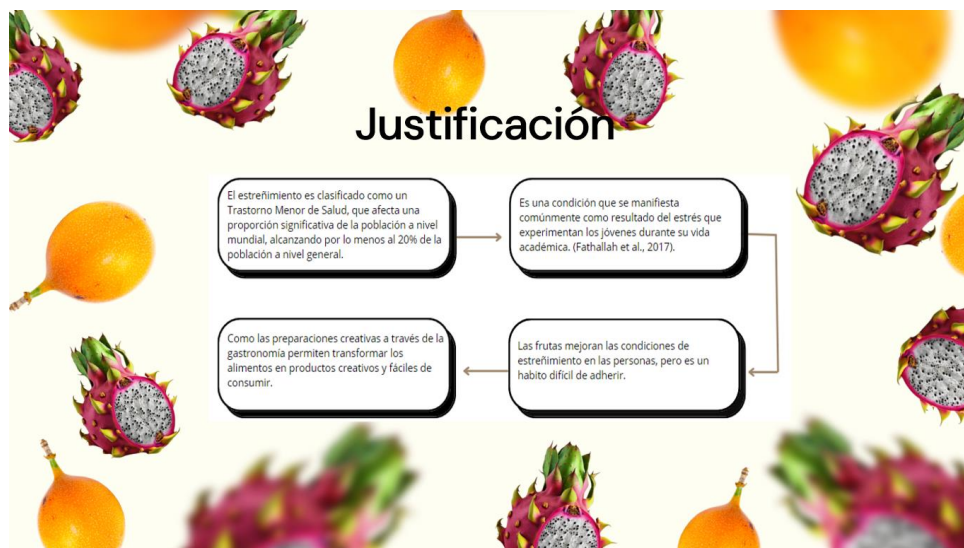 Justificación
El estreñimiento es clasificado como un
Trastorno Menor de Salud, que afecta una
proporción significativa de la población a nivel
mundial, alcanzando por lo menos al 20% de la
población a nivel general.
Es una condición que se manifiesta
comúnmente como resultado del estrés que
experimentan los jóvenes durante su vida
académica. (Fathallah et al., 2017).
Las frutas mejoran las condiciones de
estreñimiento en las personas, pero es un
habito difícil de adherir.
Como las preparaciones creativas a través de la
gastronomía permiten transformar los
alimentos en productos creativos y fáciles de
consumir.